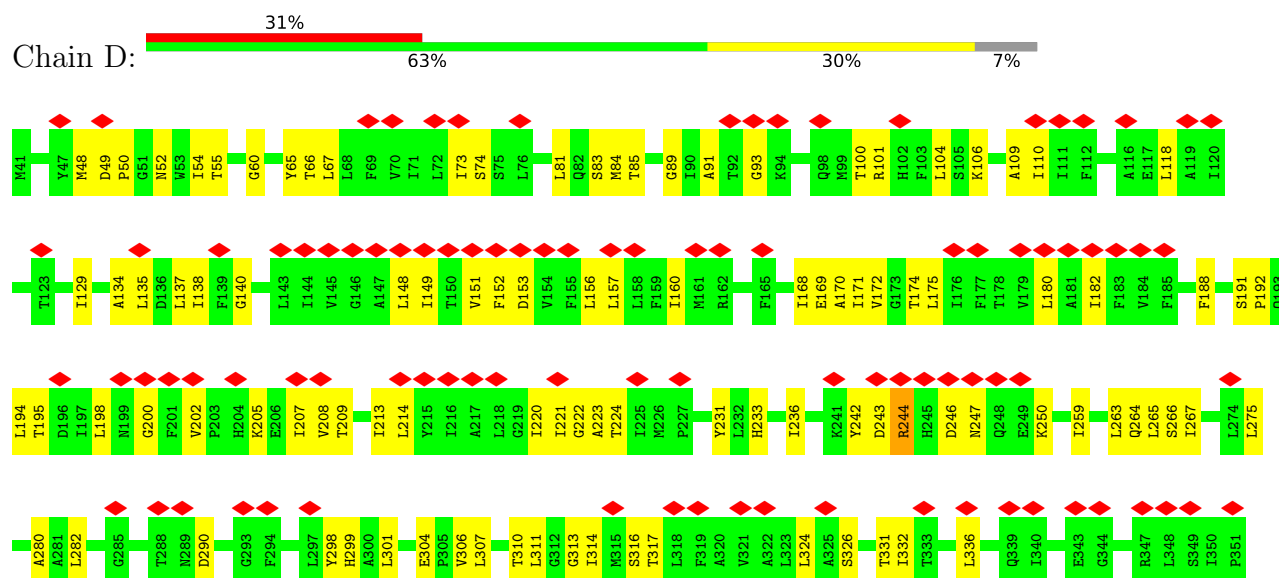 31%
Chain D:
63% 30% 7%
M41 Y47 M48 D49 P50 G51 N52 W53 I54 T55 G60 Y65 T66 L67 L68 F69 V70 I71 L72 I73 S74 S75 L76 L81 Q82 S83 M84 T85 G89 I90 A91 T92 G93 K94 Q98 M99 T100 R101 H102 F103 L104 S105 K106 A109 I110 I111 F112 A116 E117 L118 A119 I120
T123 I129 A134 L135 D136 L137 I138 F139 G140 L143 I144 V145 G146 A147 L148 I149 T150 V151 F152 D153 V154 F155 L156 L157 L158 F159 I160 M161 R162 F165 I168 E169 A170 I171 V172 G173 T174 L175 I176 F177 T178 V179 L180 A181 I182 F183 V184 F185 F188 S191 P192
L194 T195 D196 I197 L198 N199 G200 F201 V202 P203 H204 K205 E206 I207 V208 T209 I213 L214 Y215 I216 A217 L218 G219 I220 I221 G222 A223 T224 I225 M226 P227 Y231 L232 H233 I236 K241 Y242 D243 R244 H245 D246 N247 Q248 E249 K250 I259 L263 Q264 L265 S266 I267 L274 L275
A280 A281 L282 G285 T288 N289 D290 G293 F294 L297 Y298 H299 A300 L301 E304 P305 V306 L307 T310 L311 G312 G313 I314 M315 S316 T317 L318 F319 A320 V321 A322 L323 L324 A325 S326 T331 I332 T333 L336 Q339 I340 E343 G344 R347 L348 S349 I350 P351